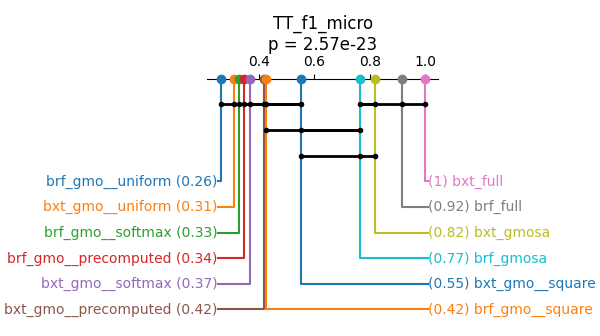 TT_f1_micro
p = 2.57e-23
0.4 0.6 0.8 1.0
brf_gmo__uniform (0.26) (1) bxt_full
bxt_gmo__uniform (0.31) (0.92) brf_full
brf_gmo__softmax (0.33) (0.82) bxt_gmosa
brf_gmo__precomputed (0.34) (0.77) brf_gmosa
bxt_gmo__softmax (0.37) (0.55) bxt_gmo__square
bxt_gmo__precomputed (0.42) (0.42) brf_gmo__square